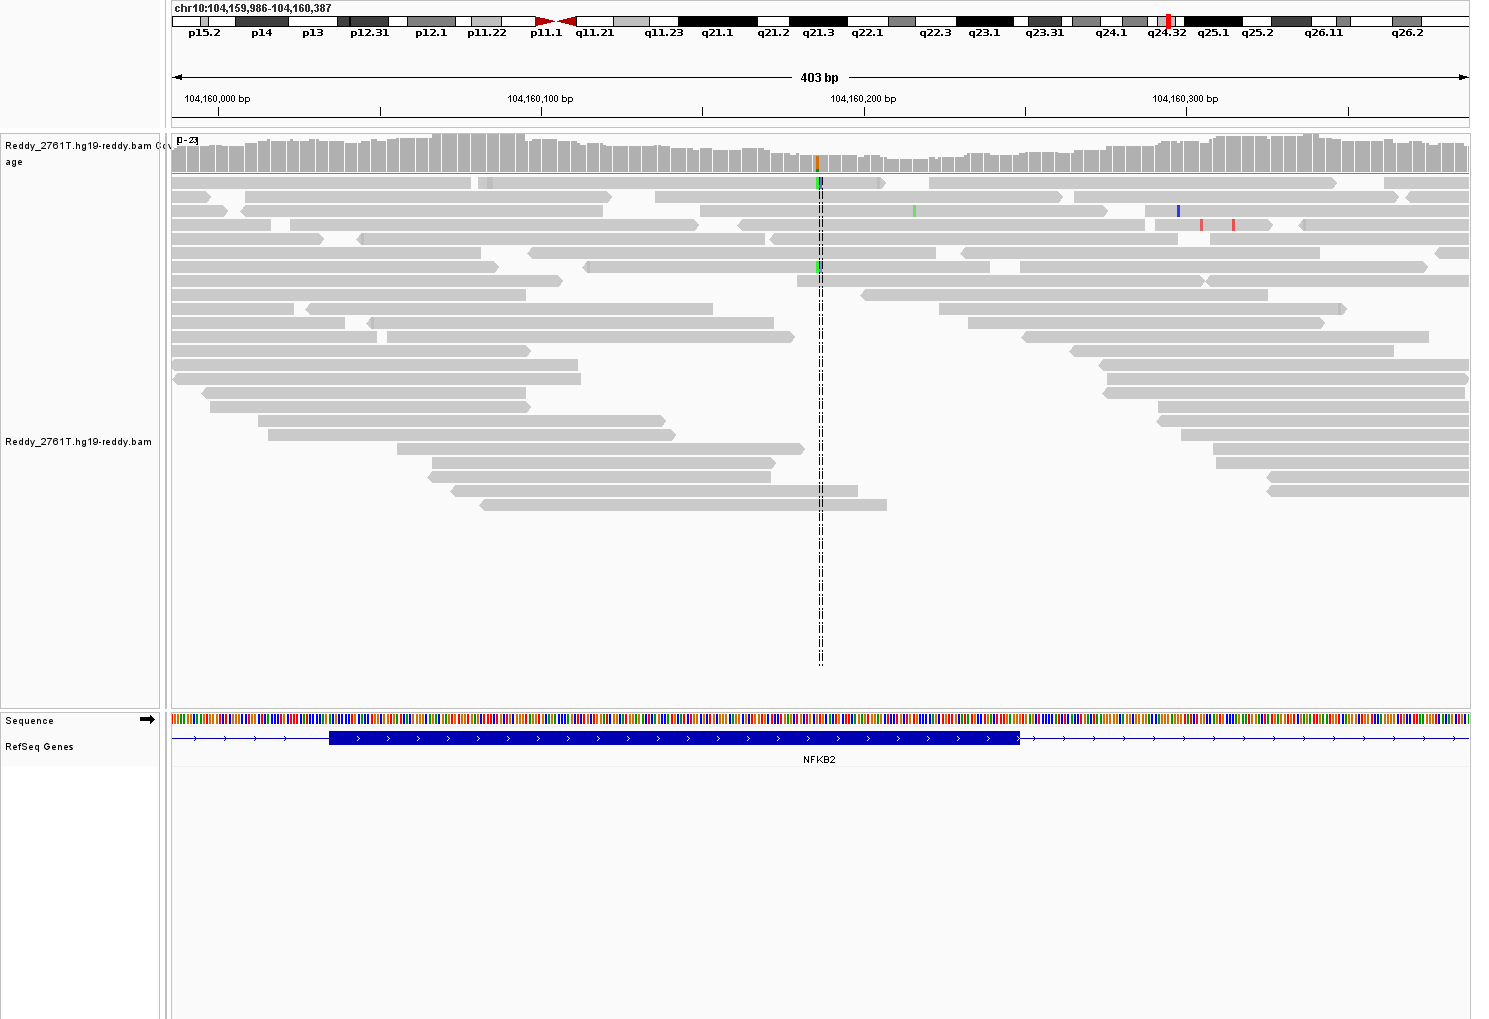 chr10:104,159,986-104,160,387
p15.2 p14 p13 p12.31 p12.1 p11.22 p11.1 q11.21 q11.23 q21.1 q21.2 q21.3 q22.1 q22.3 q23.1 q23.31 q24.1 q24.32 q25.1 q25.2 q26.11 q26.2
403 bp
104,160,000 bp 104,160,100 bp 104,160,200 bp 104,160,300 bp
[0-23]
Reddy_2761T.hg19-reddy.bam Cov
age
Reddy_2761T.hg19-reddy.bam
Sequence
RefSeq Genes
NFKB2